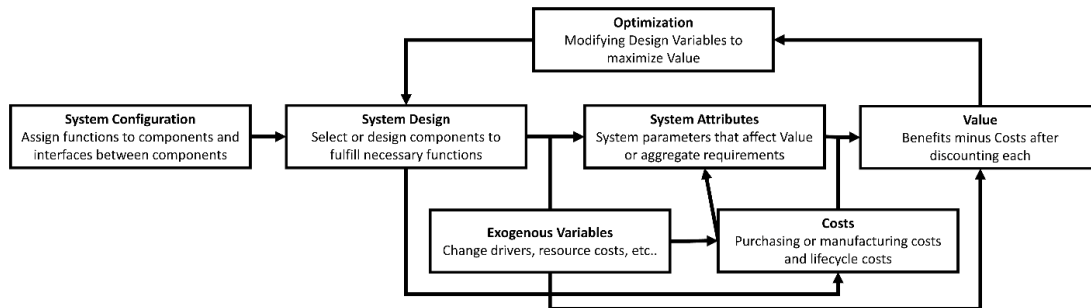 Optimization
Modifying Design Variables to
maximize Value
System Configuration
Assign functions to components and
interfaces between components
System Design
Select or design components to
fulfill necessary functions
System Attributes
System parameters that affect Value
or aggregate requirements
Value
Benefits minus Costs after
discounting each
Exogenous Variables
Change drivers, resource costs, etc..
Costs
Purchasing or manufacturing costs
and lifecycle costs